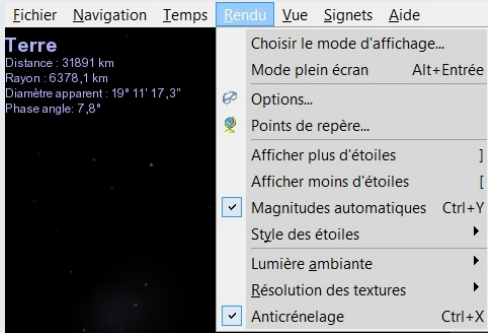 Fichier Navigation Temps Rendu Vue Signets Aide
Terre
Distance : 31891 km
Rayon : 6378,1 km
Diamètre apparent : 19° 11' 17,3"
Phase angle: 7,8°
Choisir le mode d'affichage...
Mode plein écran Alt+Entrée
Options...
Points de repère...
Afficher plus d'étoiles ]
Afficher moins d'étoiles [
Magnitudes automatiques Ctrl+Y
Style des étoiles
Lumière ambiante
Résolution des textures
Anticrénelage Ctrl+X